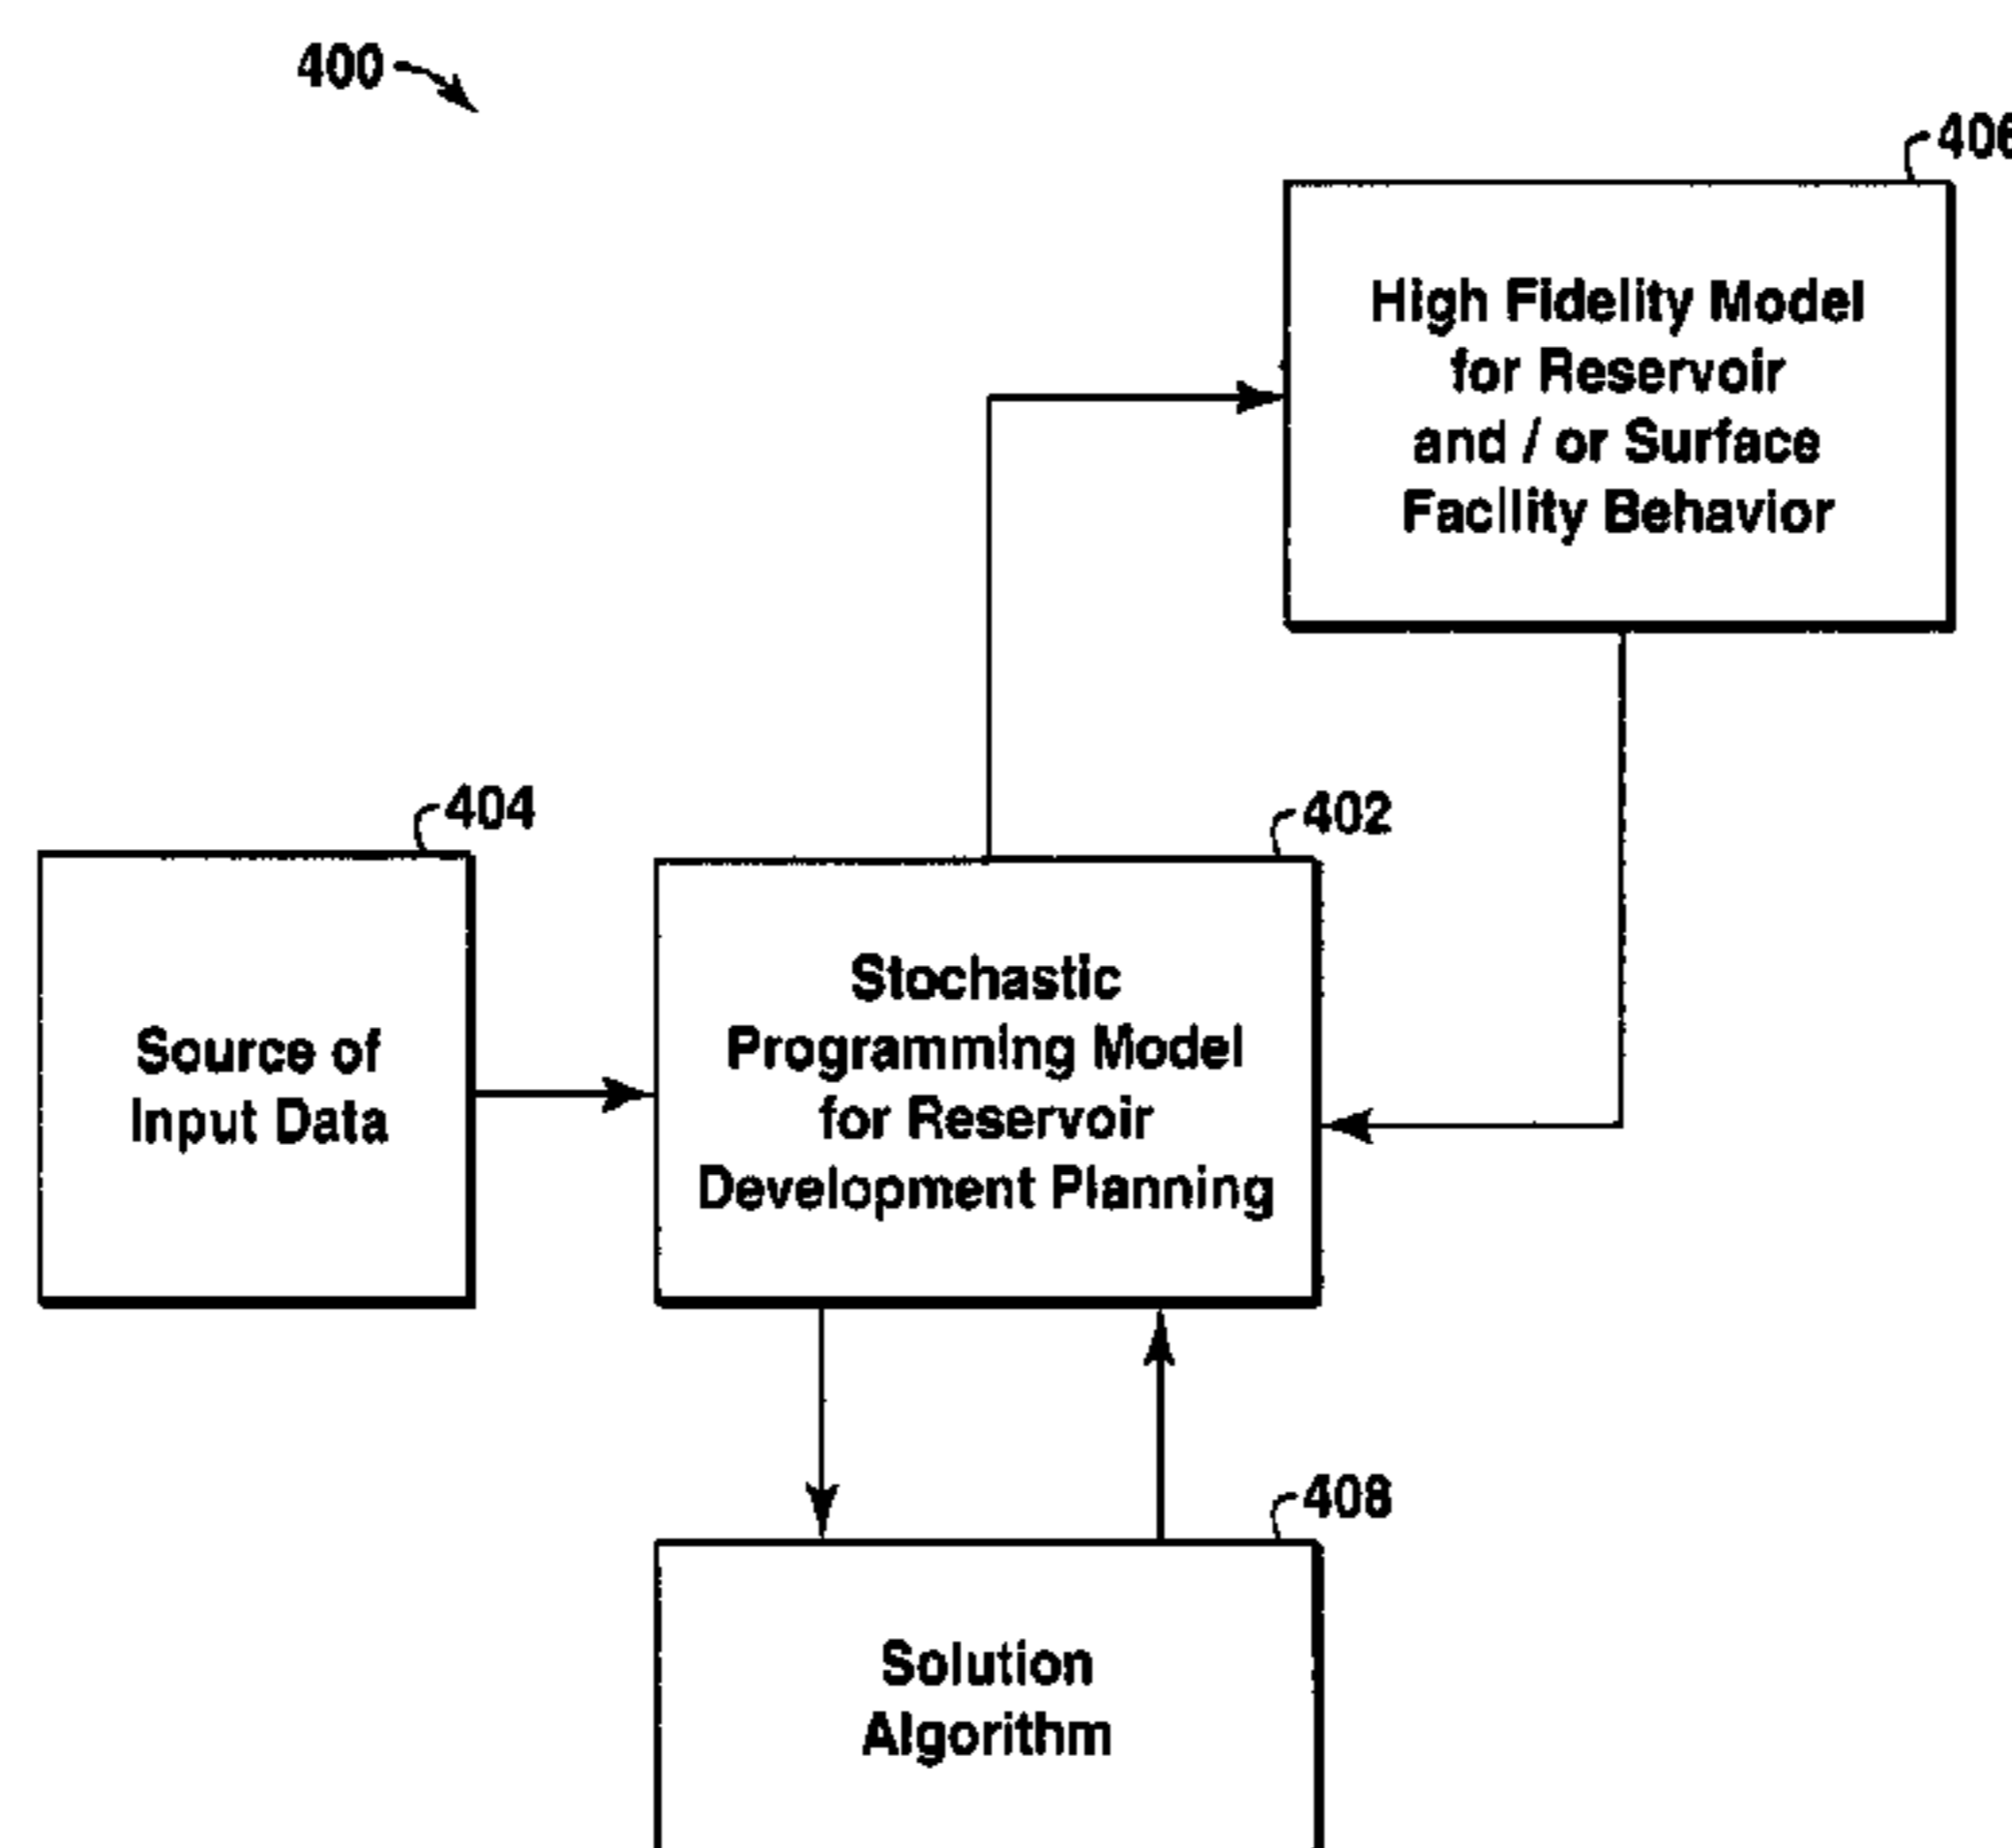 400
406
High Fidelity Model
for Reservoir
and / or Surface
Facility Behavior
404
402
Source of
Input Data
Stochastic
Programming Model
for Reservoir
Development Planning
408
Solution
Algorithm